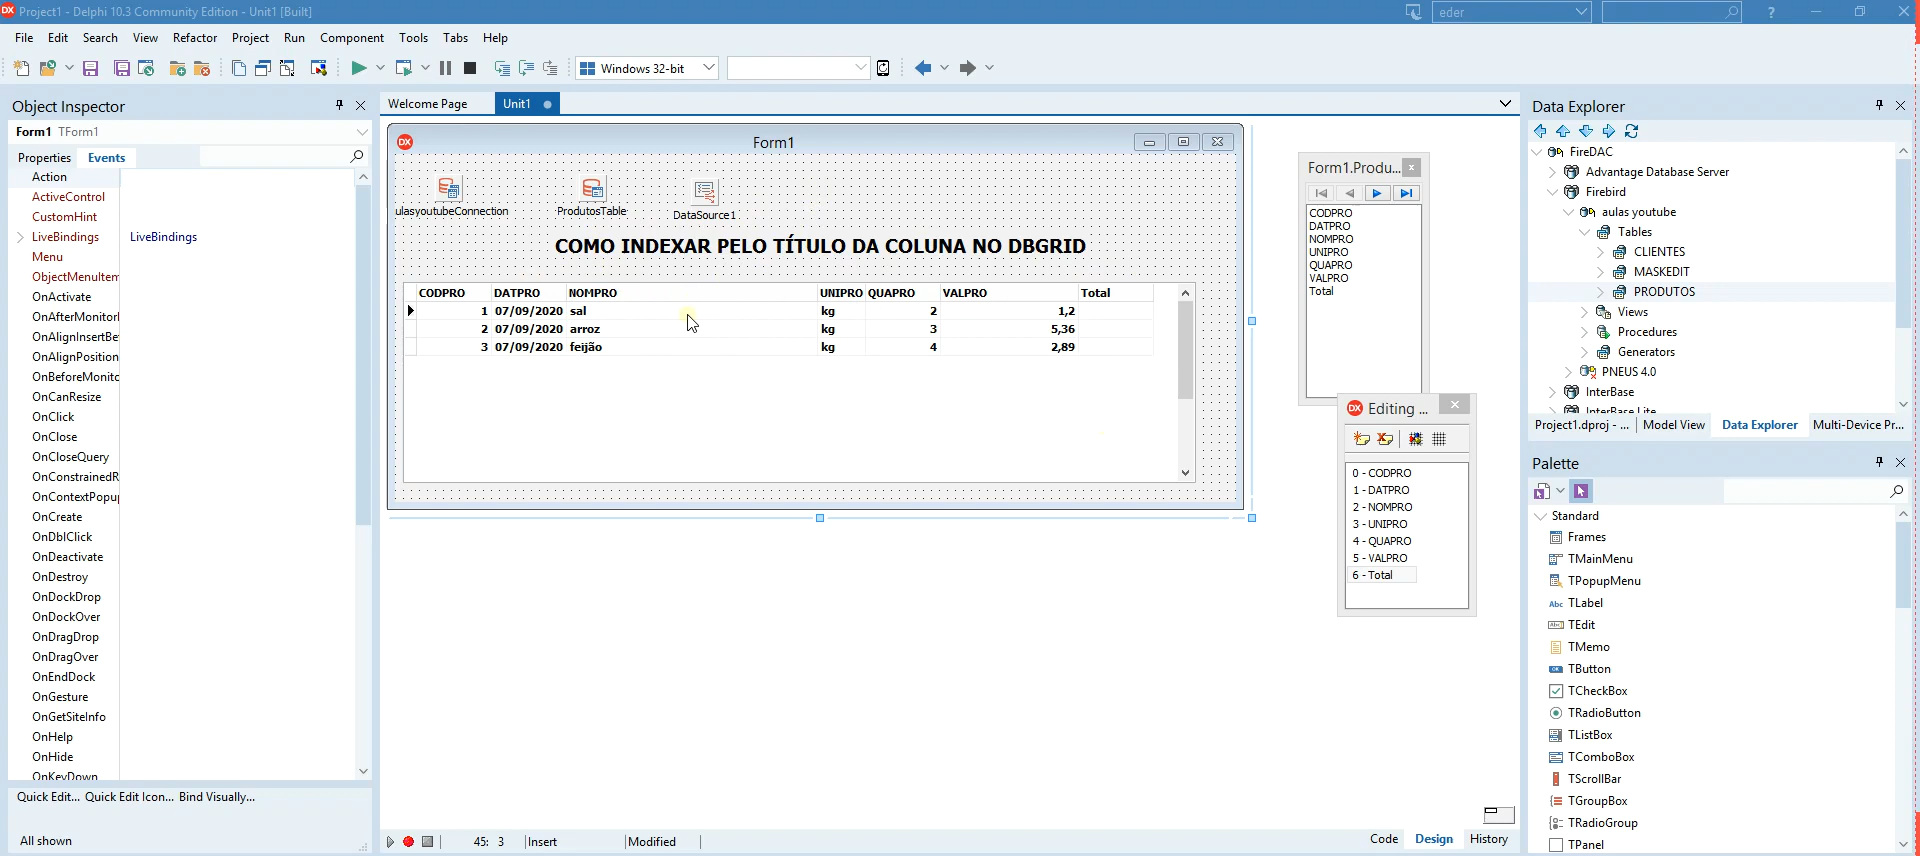 Project1 - Delphi 10.3 Community Edition - Unit1 [Built]
eder
?
File Edit Search View Refactor Project Run Component Tools Tabs Help
Windows 32-bit
Object Inspector
Form1 TForm1
Properties Events
Action
ActiveControl
CustomHint
LiveBindings LiveBindings
Menu
ObjectMenuItem
OnActivate
OnAfterMonitorI
OnAlignInsertBe
OnAlignPosition
OnBeforeMonito
OnCanResize
OnClick
OnClose
OnCloseQuery
OnConstrainedR
OnContextPopu
OnCreate
OnDblClick
OnDeactivate
OnDestroy
OnDockDrop
OnDockOver
OnDragDrop
OnDragOver
OnEndDock
OnGesture
OnGetSiteInfo
OnHelp
OnHide
OnKeyDown
Quick Edit... Quick Edit Icon... Bind Visually...
All shown
Welcome Page Unit1
Form1
ulasyoutubeConnection ProdutosTable DataSource1
COMO INDEXAR PELO TÍTULO DA COLUNA NO DBGRID
CODPRO DATPRO NOMPRO UNIPRO QUAPRO VALPRO Total
1 07/09/2020 sal kg 2 1,2
2 07/09/2020 arroz kg 3 5,36
3 07/09/2020 feijão kg 4 2,89
Form1.Produ...
CODPRO
DATPRO
NOMPRO
UNIPRO
QUAPRO
VALPRO
Total
Editing ...
0 - CODPRO
1 - DATPRO
2 - NOMPRO
3 - UNIPRO
4 - QUAPRO
5 - VALPRO
6 - Total
45: 3 Insert Modified
Code Design History
Data Explorer
FireDAC
Advantage Database Server
Firebird
aulas youtube
Tables
CLIENTES
MASKEDIT
PRODUTOS
Views
Procedures
Generators
PNEUS 4.0
InterBase
InterBase Lite
Project1.dproj - ... Model View Data Explorer Multi-Device Pr...
Palette
Standard
Frames
TMainMenu
TPopupMenu
Abc TLabel
TEdit
TMemo
TButton
TCheckBox
TRadioButton
TListBox
TComboBox
TScrollBar
TGroupBox
TRadioGroup
TPanel